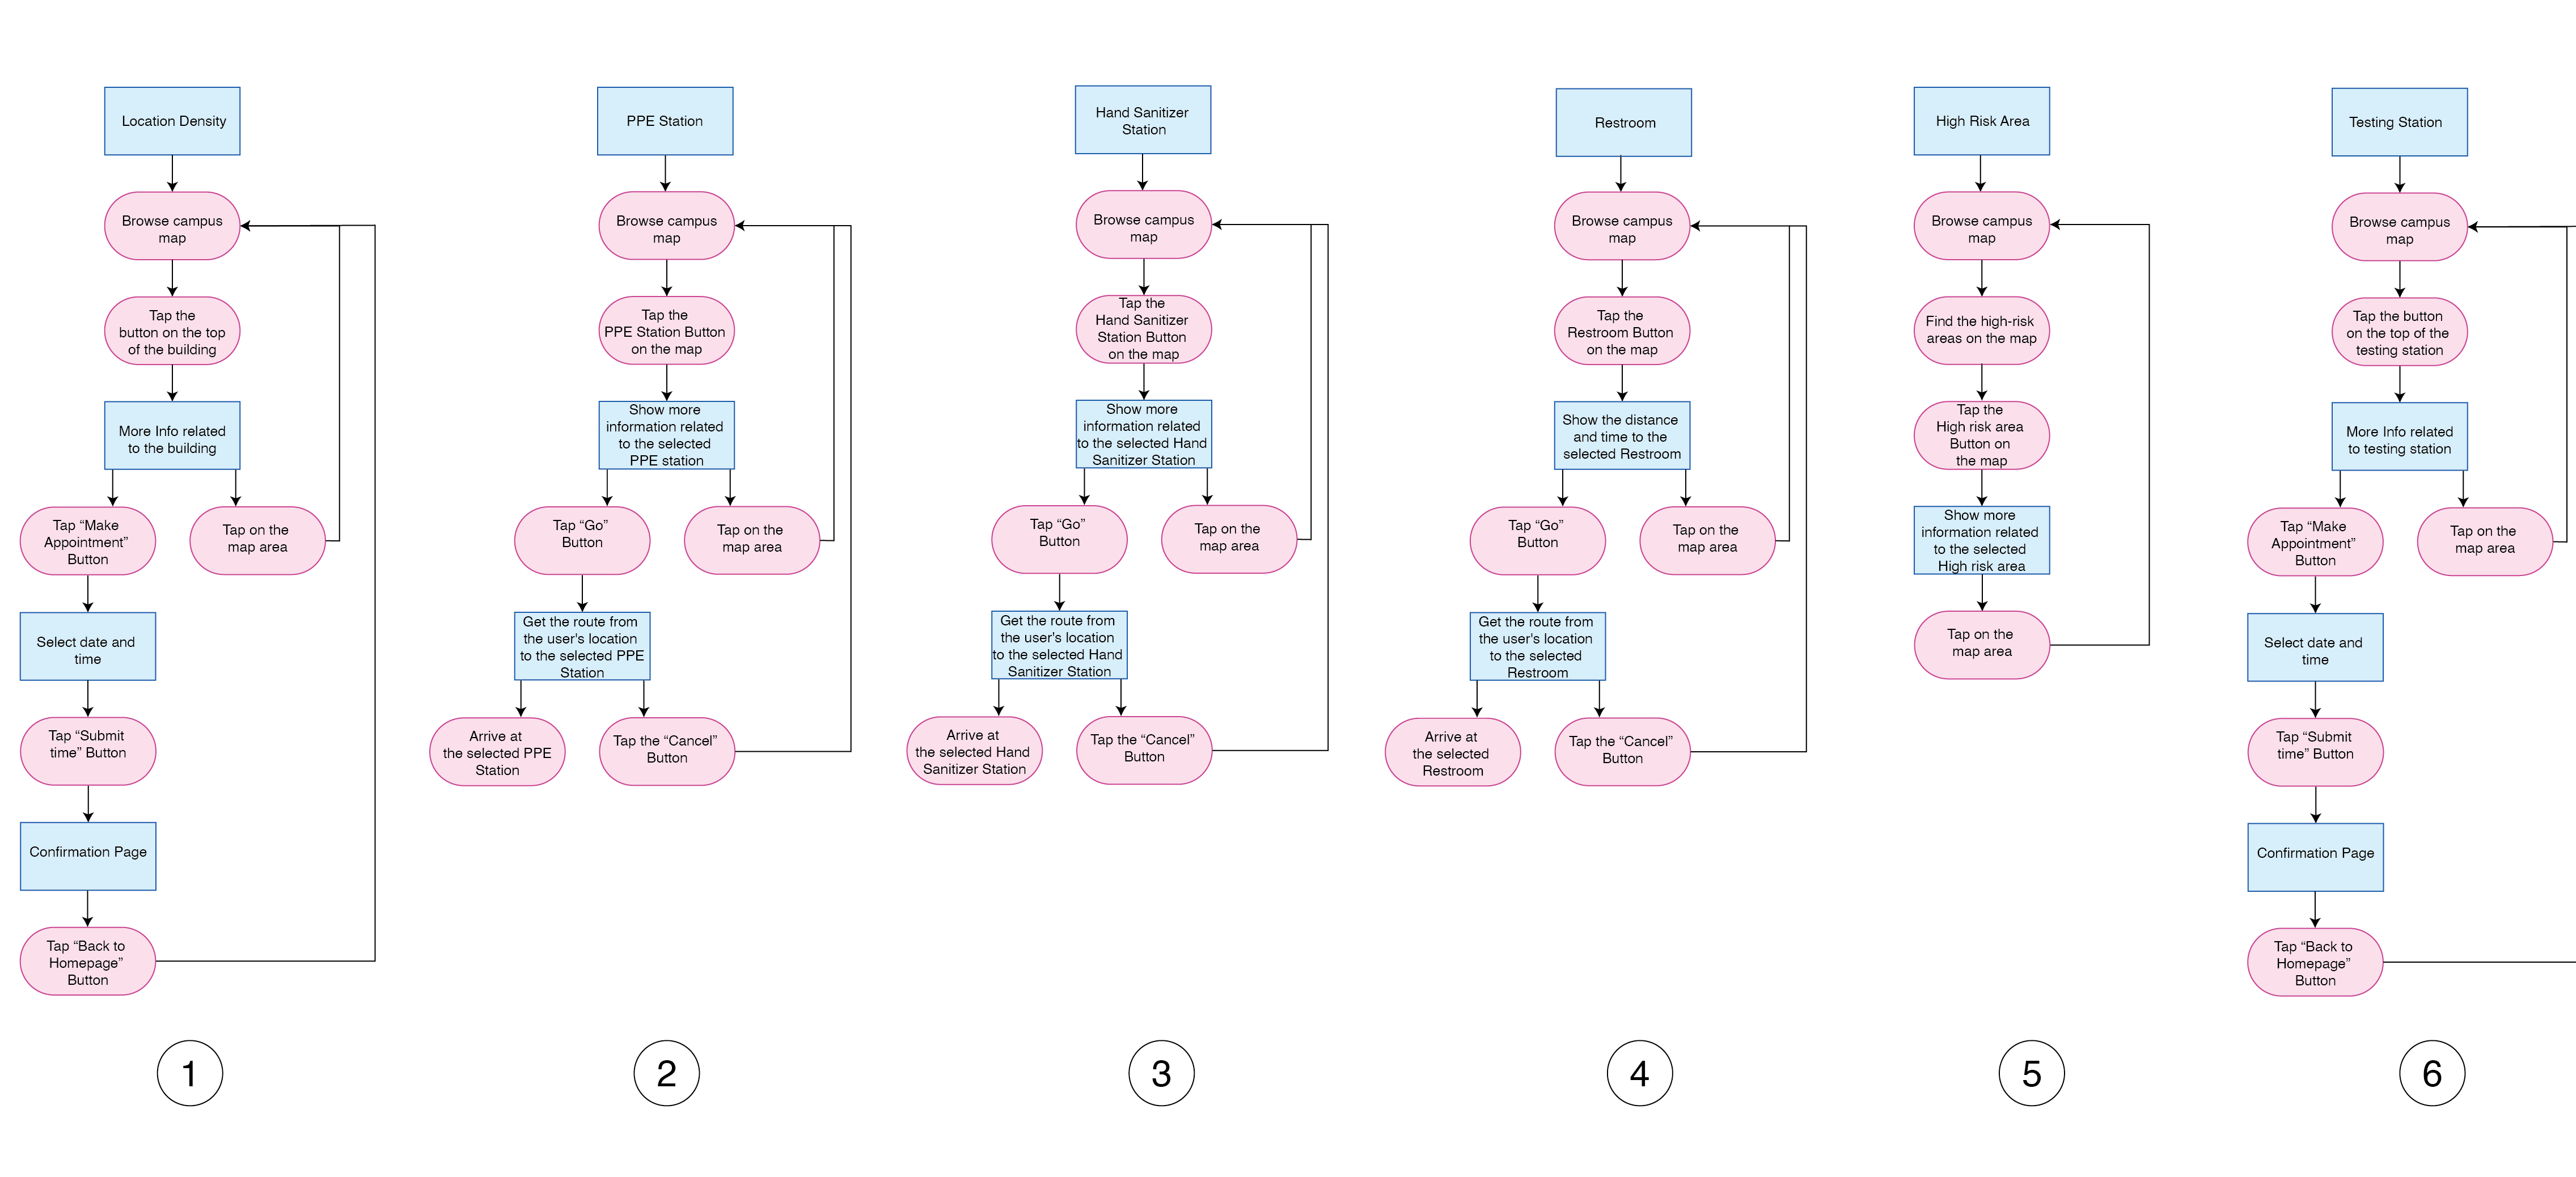 Location Density
Browse campus
map
Tap the
button on the top
of the building
More Info related
to the building
Tap “Make
Appointment”
Button
Tap on the
map area
Select date and
time
Tap “Submit
time” Button
Confirmation Page
Tap “Back to
Homepage”
Button
1
PPE Station
Browse campus
map
Tap the
PPE Station Button
on the map
Show more
information related
to the selected
PPE station
Tap “Go”
Button
Tap on the
map area
Get the route from
the user's location
to the selected PPE
Station
Arrive at
the selected PPE
Station
Tap the “Cancel”
Button
2
Hand Sanitizer
Station
Browse campus
map
Tap the
Hand Sanitizer
Station Button
on the map
Show more
information related
to the selected Hand
Sanitizer Station
Tap “Go”
Button
Tap on the
map area
Get the route from
the user's location
to the selected Hand
Sanitizer Station
Arrive at
the selected Hand
Sanitizer Station
Tap the “Cancel”
Button
3
Restroom
Browse campus
map
Tap the
Restroom Button
on the map
Show the distance
and time to the
selected Restroom
Tap “Go”
Button
Tap on the
map area
Get the route from
the user's location
to the selected
Restroom
Arrive at
the selected
Restroom
Tap the “Cancel”
Button
4
High Risk Area
Browse campus
map
Find the high-risk
areas on the map
Tap the
High risk area
Button on
the map
Show more
information related
to the selected
High risk area
Tap on the
map area
5
Testing Station
Browse campus
map
Tap the button
on the top of the
testing station
More Info related
to testing station
Tap “Make
Appointment”
Button
Tap on the
map area
Select date and
time
Tap “Submit
time” Button
Confirmation Page
Tap “Back to
Homepage”
Button
6